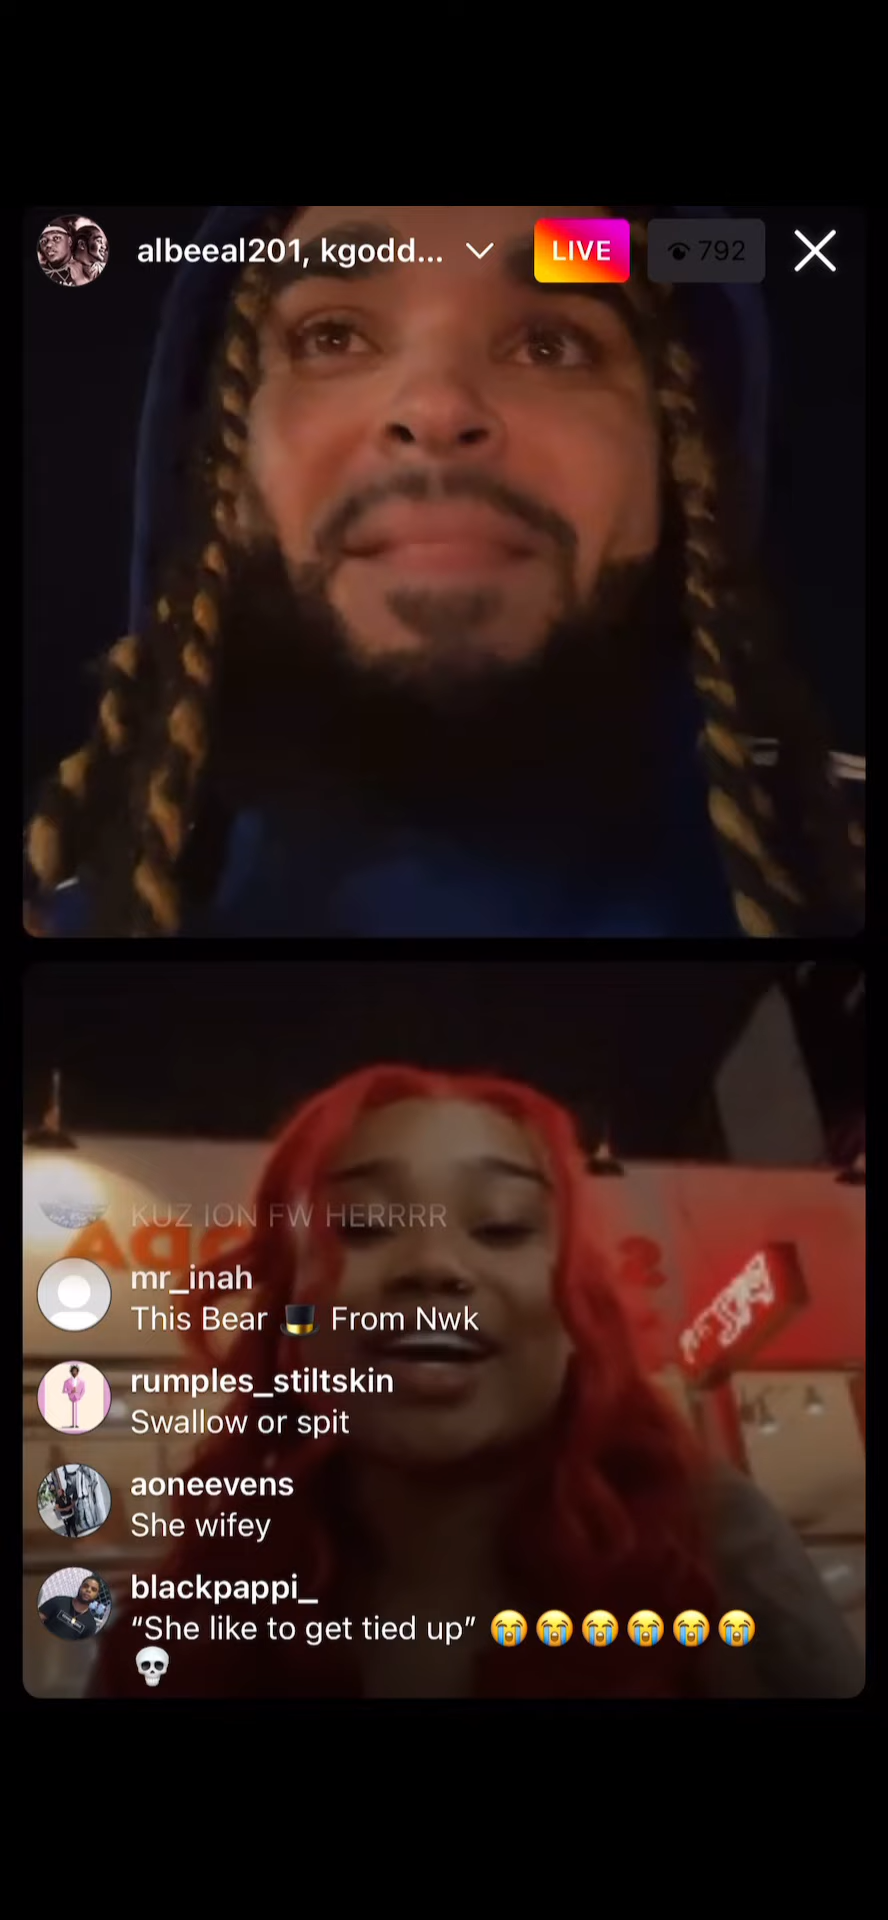 albeeal201, kgodd...
LIVE
792
KUZ ION FW HERRRR
mr_inah
This Bear 🎩 From Nwk
rumples_stiltskin
Swallow or spit
aoneevens
She wifey
blackpappi_
“She like to get tied up” 😭😭😭😭😭😭
💀